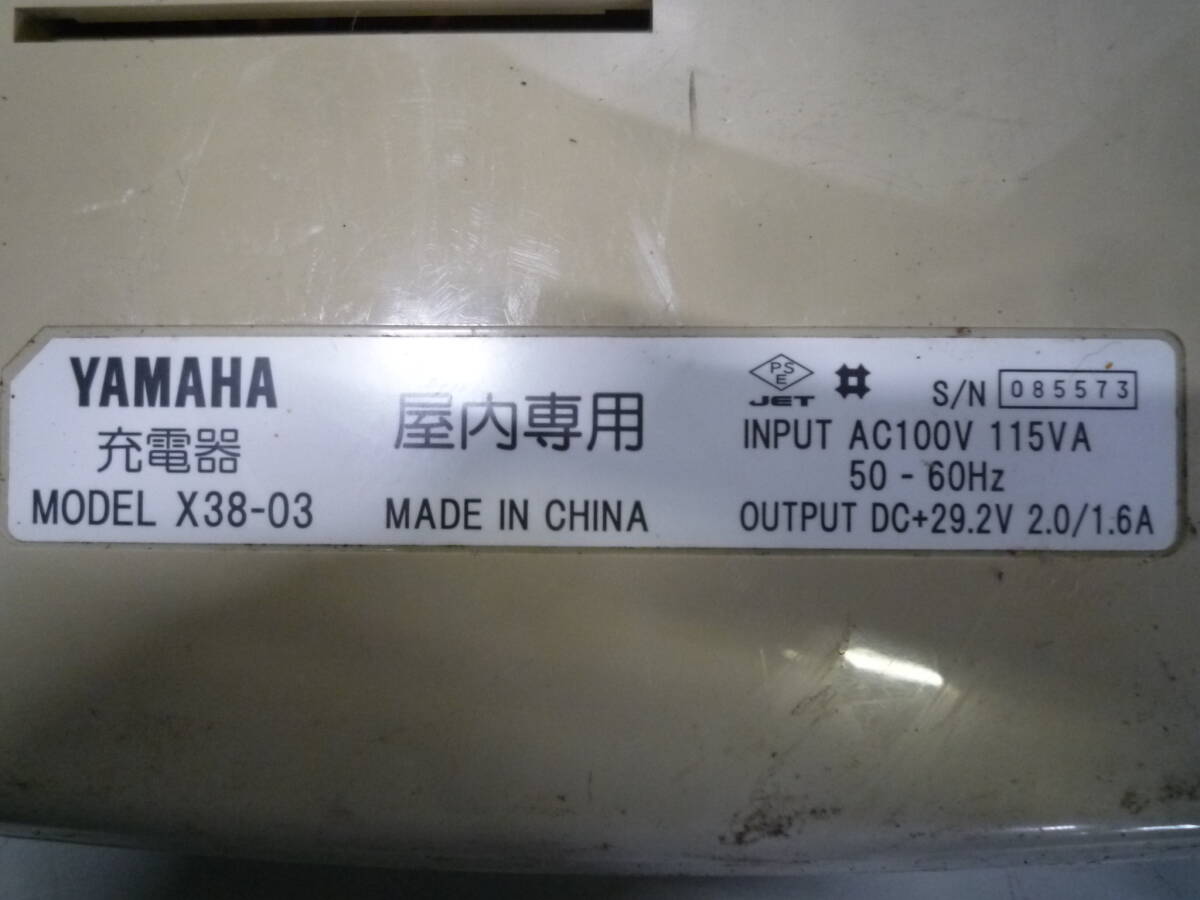 YAMAHA
充電器
MODEL X38-03
屋内専用
MADE IN CHINA
PSE
JET
S/N 085573
INPUT AC100V 115VA
50 - 60Hz
OUTPUT DC+29.2V 2.0/1.6A